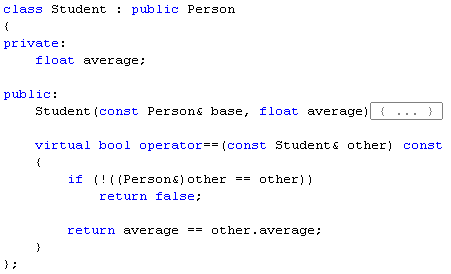 class Student : public Person
{
private:
    float average;

public:
    Student(const Person& base, float average){ ... }

    virtual bool operator==(const Student& other) const
    {
        if (!((Person&)other == other))
            return false;

        return average == other.average;
    }
};